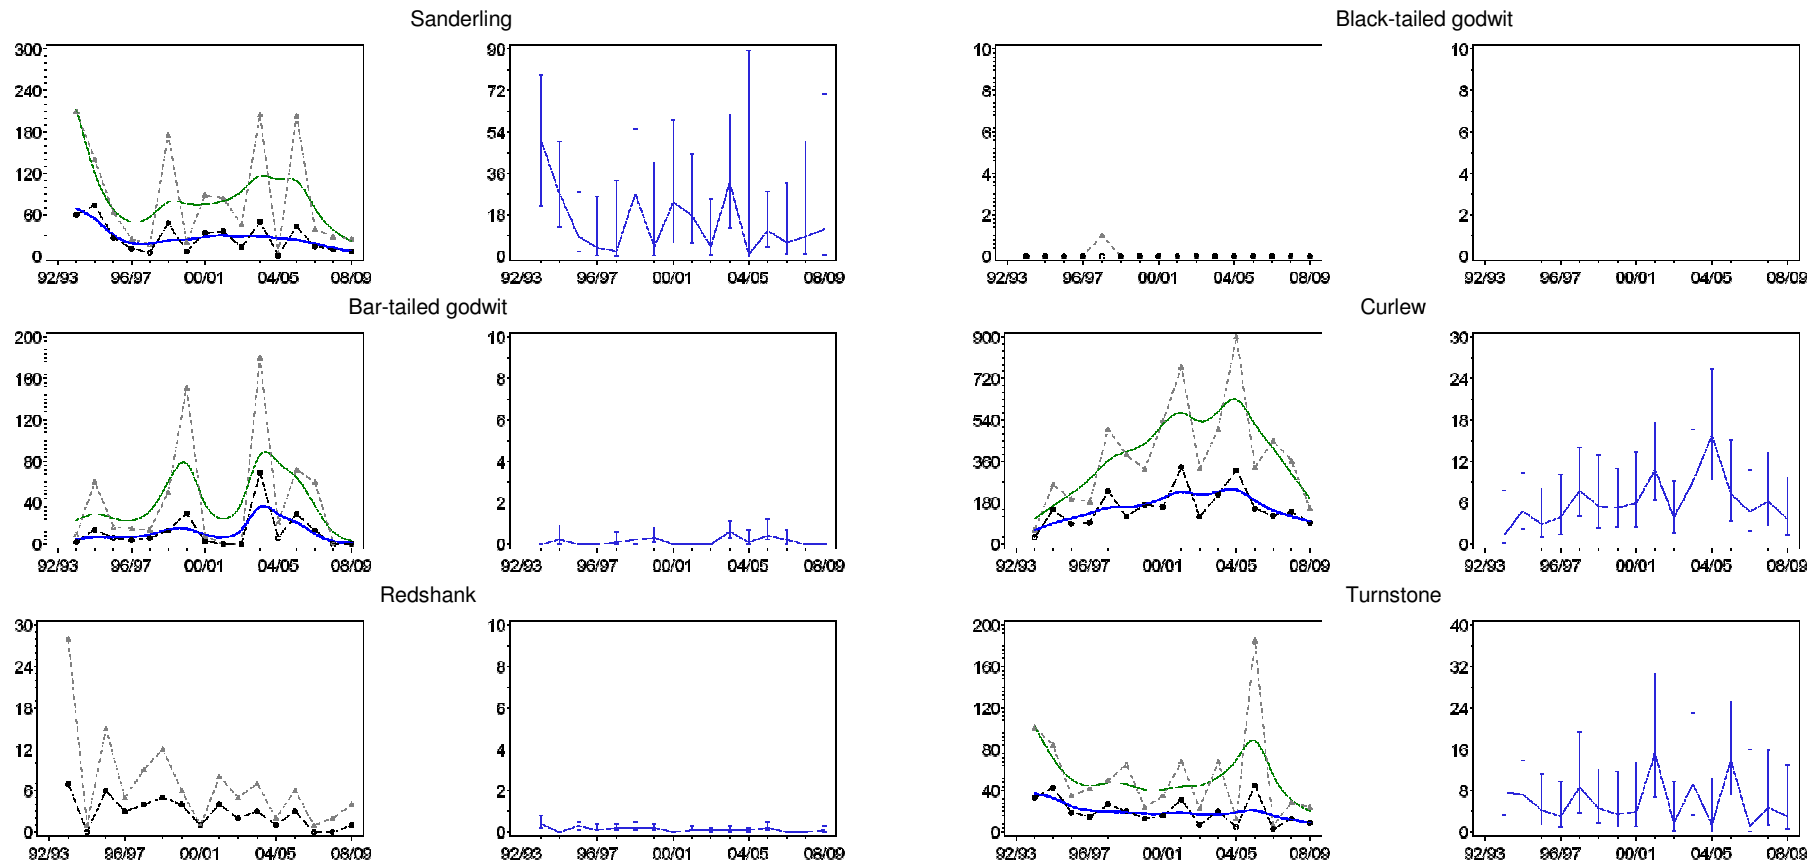 Sanderling Black-tailed godwit
300 90 10 10
240 72 8 8
180 54 6 6
120 36 4 4
60 18 2 2
0 0 0 0
92/93 96/97 00/01 04/05 08/09 92/93 96/97 00/01 04/05 08/09 92/93 96/97 00/01 04/05 08/09 92/93 96/97 00/01 04/05 08/09
Bar-tailed godwit Curlew
200 10 900 30
160 8 720 24
120 6 540 18
80 4 360 12
40 2 180 6
0 0 0 0
92/93 96/97 00/01 04/05 08/09 92/93 96/97 00/01 04/05 08/09 92/93 96/97 00/01 04/05 08/09 92/93 96/97 00/01 04/05 08/09
Redshank Turnstone
30 10 200 40
24 8 160 32
18 6 120 24
12 4 80 16
6 2 40 8
0 0 0 0
92/93 96/97 00/01 04/05 08/09 92/93 96/97 00/01 04/05 08/09 92/93 96/97 00/01 04/05 08/09 92/93 96/97 00/01 04/05 08/09